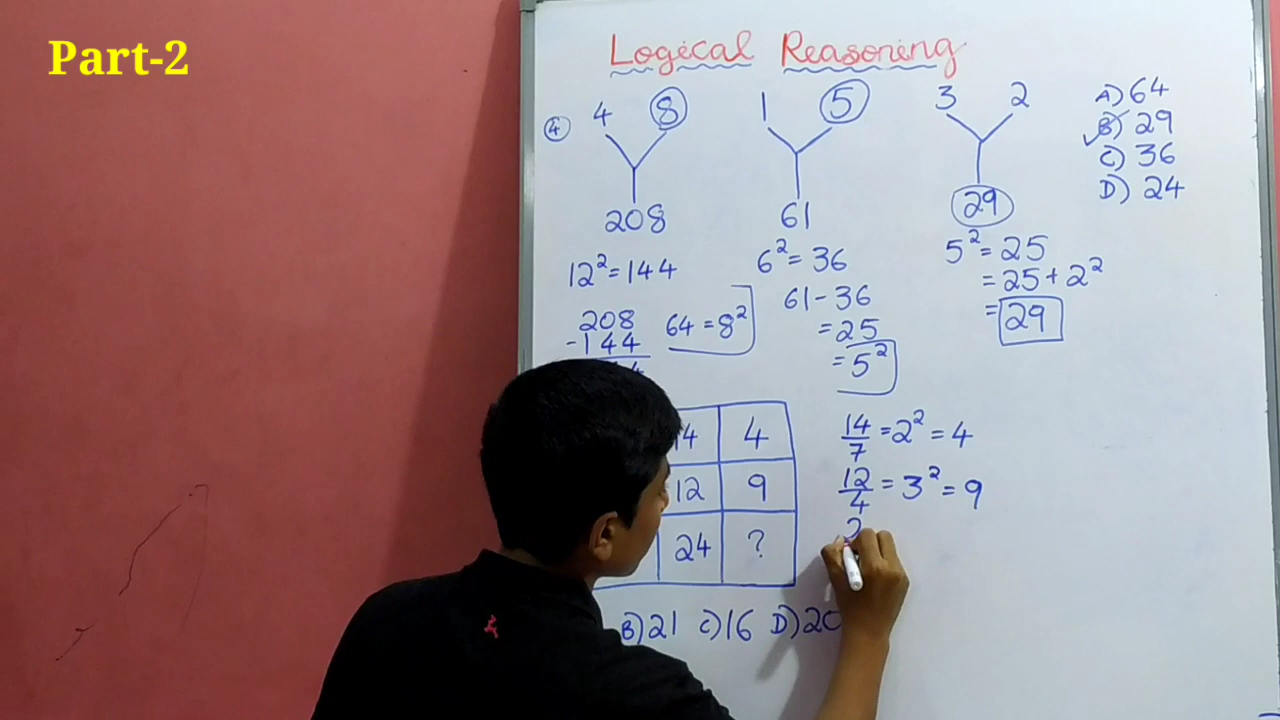 Part-2
Logical Reasoning
④ 4 8 1 5 3 2
A) 64
B) 29
C) 36
D) 24
208 61 29
12² = 144
208
-144
64 = 8²
6² = 36
61 - 36
= 25
= 5²
5² = 25
= 25 + 2²
= 29
14 4
12 9
24 ?
14/7 = 2² = 4
12/4 = 3² = 9
2
B) 21 C) 16 D) 20